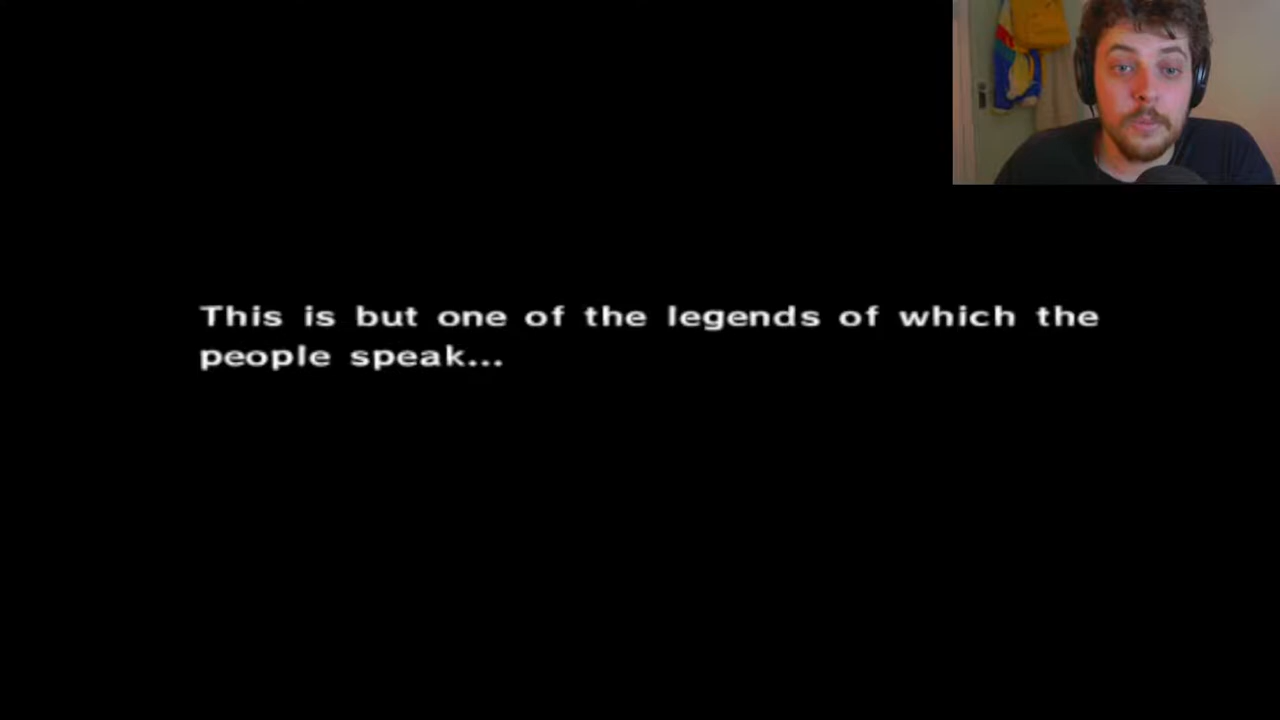 This is but one of the legends of which the
people speak...